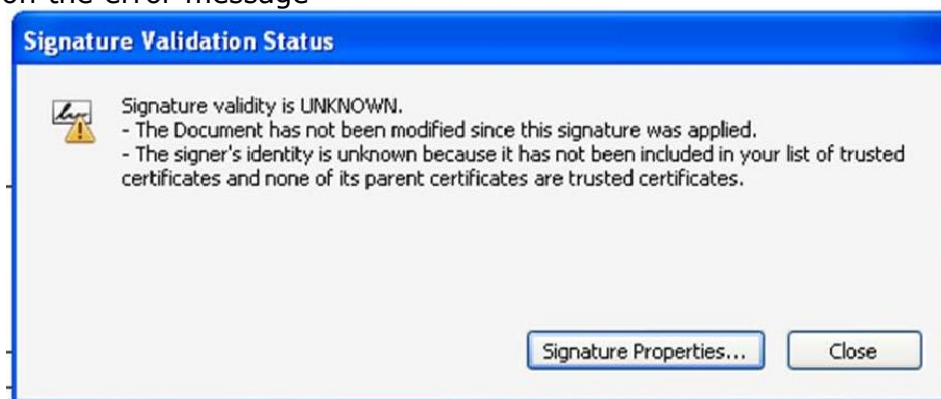 on the error message
Signature Validation Status
Signature validity is UNKNOWN.
- The Document has not been modified since this signature was applied.
- The signer's identity is unknown because it has not been included in your list of trusted
certificates and none of its parent certificates are trusted certificates.
Signature Properties... Close